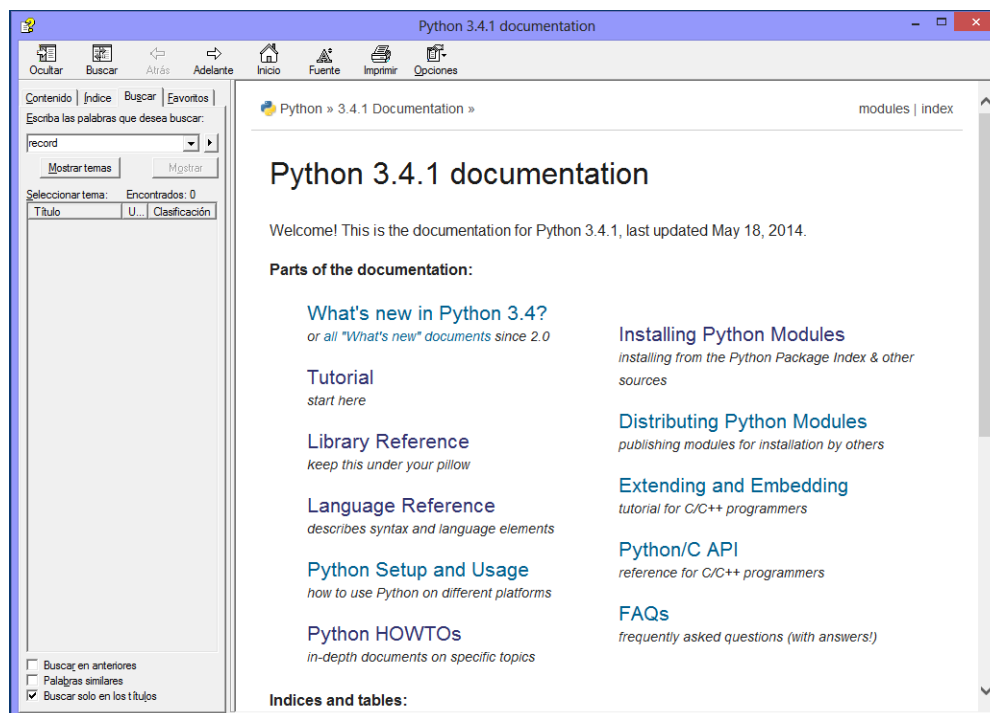 Python 3.4.1 documentation
Ocultar Buscar Atrás Adelante Inicio Fuente Imprimir Opciones
Contenido Índice Buscar Favoritos
Escriba las palabras que desea buscar:
record
Mostrar temas Mostrar
Seleccionar tema: Encontrados: 0
Título U... Clasificación
Buscar en anteriores
Palabras similares
Buscar solo en los títulos
Python » 3.4.1 Documentation » modules | index
Python 3.4.1 documentation
Welcome! This is the documentation for Python 3.4.1, last updated May 18, 2014.
Parts of the documentation:
What's new in Python 3.4?
or all "What's new" documents since 2.0
Tutorial
start here
Library Reference
keep this under your pillow
Language Reference
describes syntax and language elements
Python Setup and Usage
how to use Python on different platforms
Python HOWTOs
in-depth documents on specific topics
Installing Python Modules
installing from the Python Package Index & other
sources
Distributing Python Modules
publishing modules for installation by others
Extending and Embedding
tutorial for C/C++ programmers
Python/C API
reference for C/C++ programmers
FAQs
frequently asked questions (with answers!)
Indices and tables: